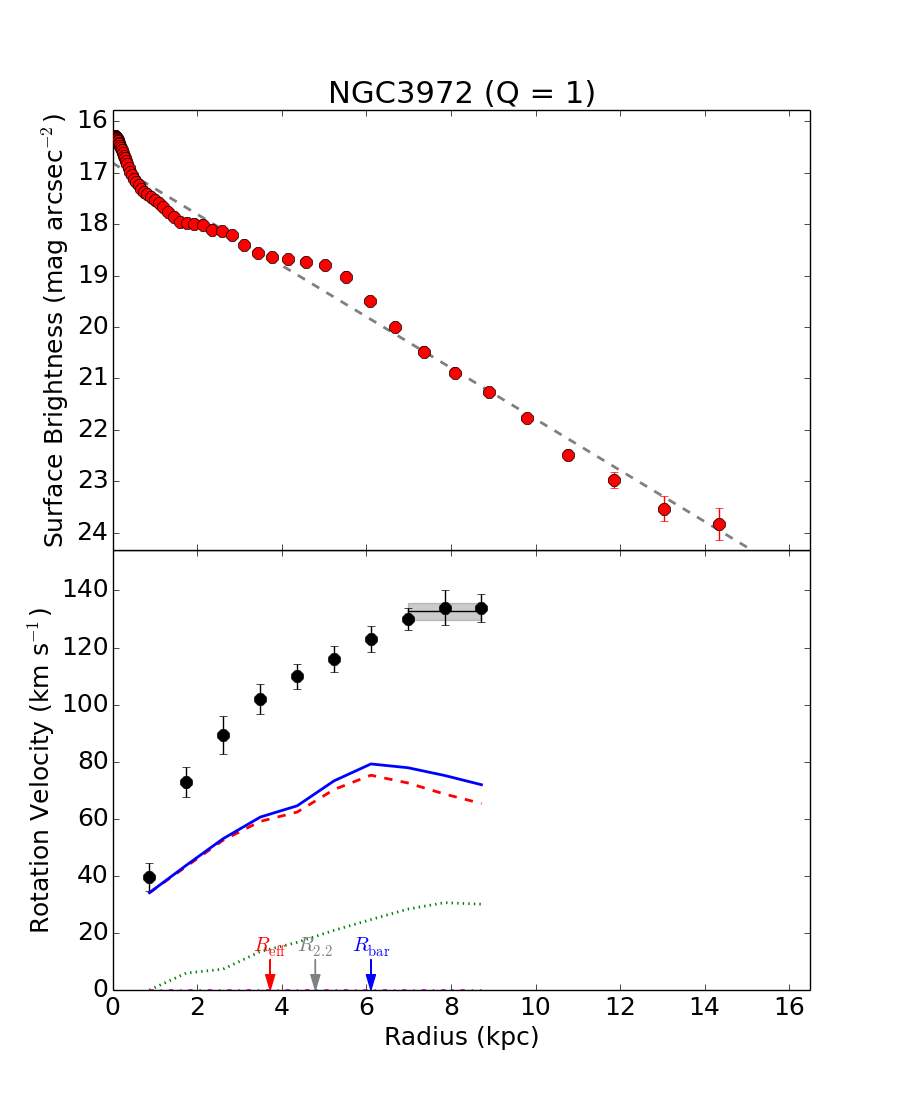 NGC3972 (Q = 1)
Surface Brightness (mag arcsec⁻²)
16
17
18
19
20
21
22
23
24
Rotation Velocity (km s⁻¹)
140
120
100
80
60
40
20
0
R_eff R_2.2 R_bar
0 2 4 6 8 10 12 14 16
Radius (kpc)